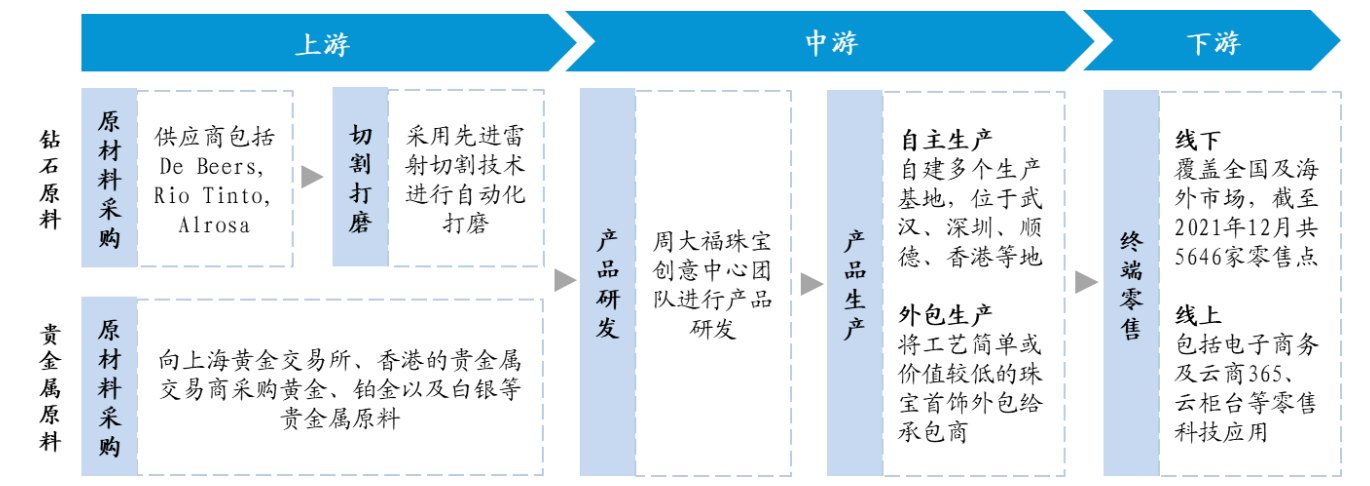 上游
中游
下游
钻石原料
原材料采购
供应商包括
De Beers,
Rio Tinto,
Alrosa
切割打磨
采用先进雷
射切割技术
进行自动化
打磨
贵金属原料
原材料采购
向上海黄金交易所、香港的贵金属
交易商采购黄金、铂金以及白银等
贵金属原料
产品研发
周大福珠宝
创意中心团
队进行产品
研发
产品生产
自主生产
自建多个生产
基地，位于武
汉、深圳、顺
德、香港等地
外包生产
将工艺简单或
价值较低的珠
宝首饰外包给
承包商
终端零售
线下
覆盖全国及海
外市场，截至
2021年12月共
5646家零售点
线上
包括电子商务
及云商365、
云柜台等零售
科技应用